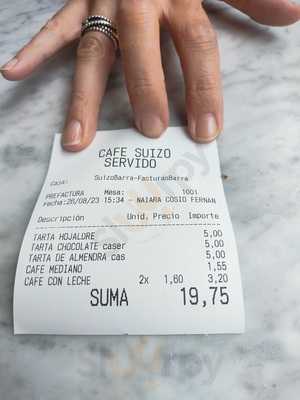 CAFE SUIZO
SERVIDO
Caja: SuizoBarra-FacturanBarra
PREFACTURA Mesa: 1001
Fecha:26/08/23 15:34 - NAIARA COSIO FERNAN
Descripción Unid. Precio Importe
TARTA HOJALDRE 5,00
TARTA CHOCOLATE caser 5,00
TARTA DE ALMENDRA cas 5,00
CAFE MEDIANO 1,55
CAFE CON LECHE 2x 1,60 3,20
SUMA 19,75